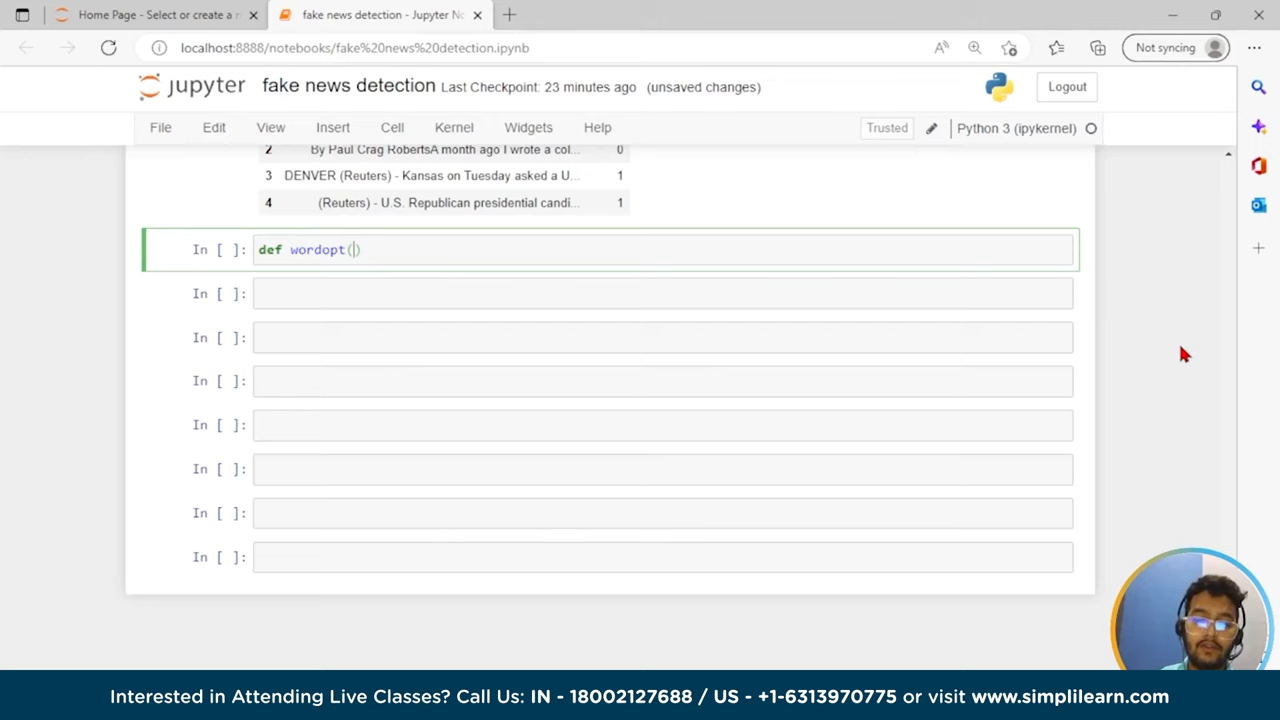 Home Page - Select or create a n
fake news detection - Jupyter No
localhost:8888/notebooks/fake%20news%20detection.ipynb
Not syncing
jupyter fake news detection Last Checkpoint: 23 minutes ago (unsaved changes)
Logout
File Edit View Insert Cell Kernel Widgets Help
Trusted
Python 3 (ipykernel)
2 By Paul Crag RobertsA month ago I wrote a col... 0
3 DENVER (Reuters) - Kansas on Tuesday asked a U... 1
4 (Reuters) - U.S. Republican presidential candi... 1
In [ ]: def wordopt()
In [ ]:
In [ ]:
In [ ]:
In [ ]:
In [ ]:
In [ ]:
In [ ]:
Interested in Attending Live Classes? Call Us: IN - 18002127688 / US - +1-6313970775 or visit www.simplilearn.com